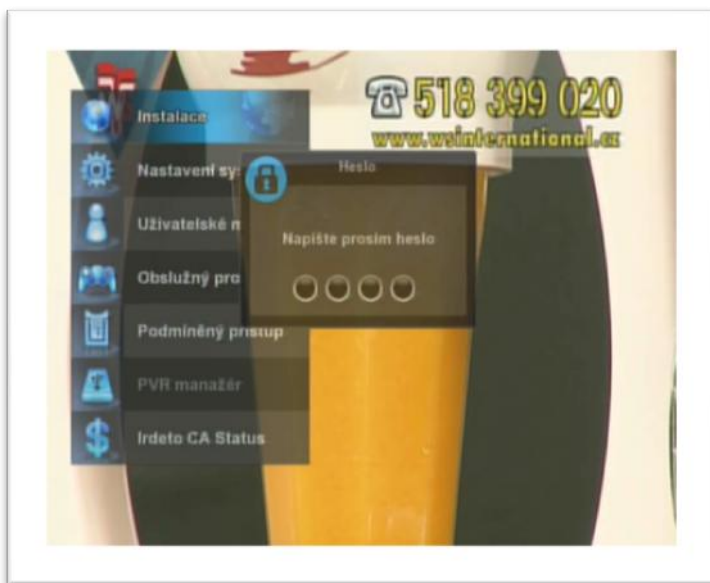 518 399 020
www.wsinternational.cz
Instalace
Nastavení sy
Uživatelské m
Obslužný pro
Podmíněný přístup
PVR manažér
Irdeto CA Status
Heslo
Napište prosím heslo